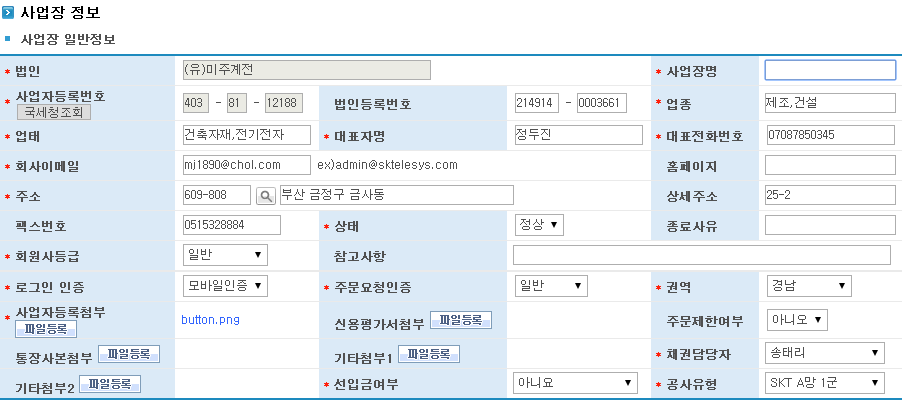 사업장 정보
사업장 일반정보
* 법인 (유)미주계전 * 사업장명
* 사업자등록번호 국세청조회 403 - 81 - 12188 법인등록번호 214914 - 0003661 * 업종 제조,건설
* 업태 건축자재,전기전자 * 대표자명 정두진 * 대표전화번호 07087850345
* 회사이메일 mj1890@chol.com ex)admin@sktelesys.com 홈페이지
* 주소 609-808 부산 금정구 금사동 상세주소 25-2
팩스번호 0515328884 * 상태 정상 종료사유
* 회원사등급 일반 참고사항
* 로그인 인증 모바일인증 * 주문요청인증 일반 * 권역 경남
* 사업자등록첨부 파일등록 button.png 신용평가서첨부 파일등록 주문제한여부 아니오
통장사본첨부 파일등록 기타첨부1 파일등록 * 채권담당자 송태리
기타첨부2 파일등록 * 선입금여부 아니요 * 공사유형 SKT A망 1군